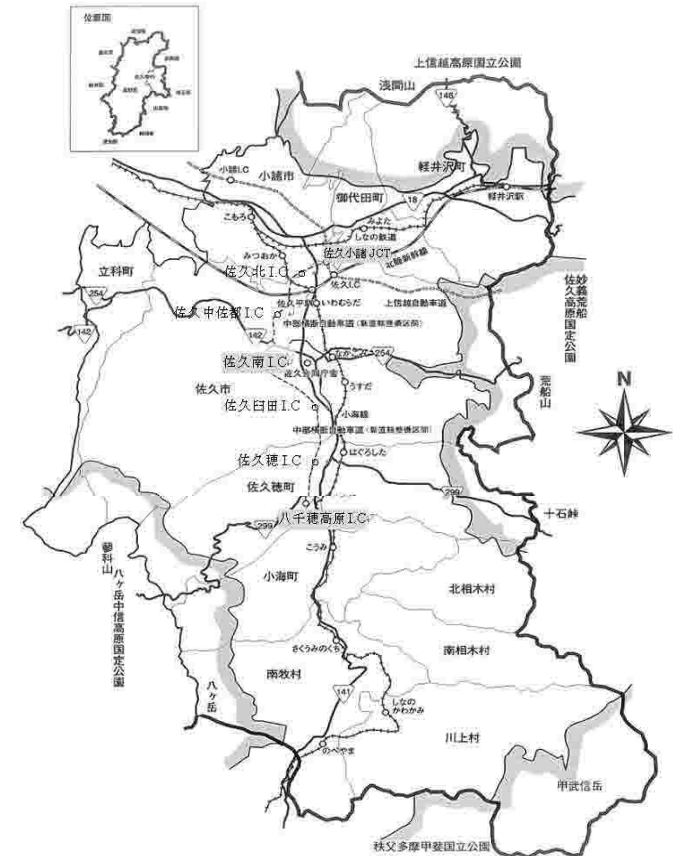 位置図
上信越高原国立公園
浅間山
146
小諸I.C
小諸市
軽井沢町
御代田町
18
軽井沢駅
こもろ
みよた
しなの鉄道
みつおか
佐久小諸JCT
北陸新幹線
立科町
佐久北I.C
佐久I.C
254
佐久平駅
いわむらだ
上信越自動車道
妙義荒船
佐久高原国定公園
佐久中佐都I.C
142
142
中部横断自動車道(新直轄整備区間)
なかごみ
254
佐久南I.C
佐久合同庁舎
荒船山
N
うすだ
佐久市
佐久臼田I.C
小海線
中部横断自動車道(新直轄整備区間)
はぐろした
佐久穂I.C
佐久穂町
299
十石峠
八千穂高原I.C
299
こうみ
蓼科山
八ヶ岳中信高原国定公園
小海町
北相木村
さくうみのくち
南相木村
南牧村
八ヶ岳
141
しなの
かわかみ
川上村
のべやま
甲武信岳
秩父多摩甲斐国立公園